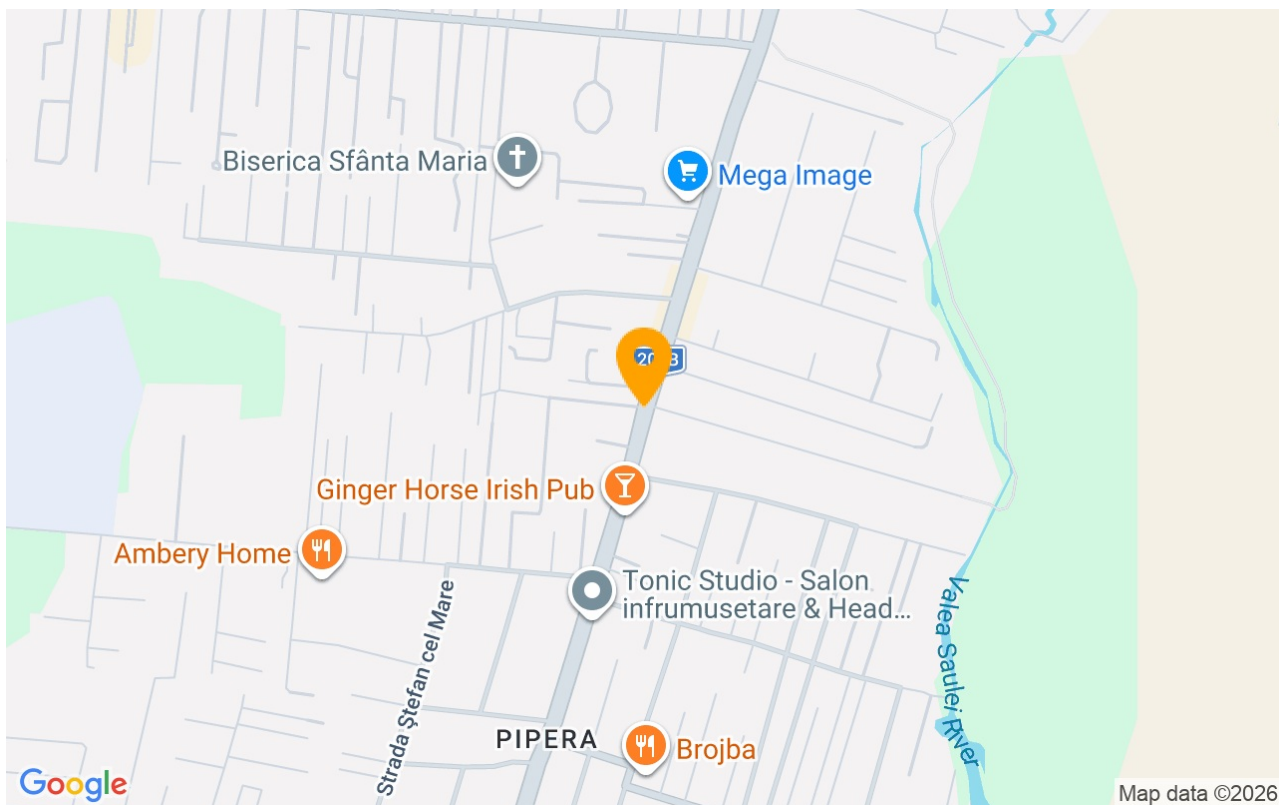 Biserica Sfânta Maria
Mega Image
Ginger Horse Irish Pub
Ambery Home
Tonic Studio - Salon
infrumusetare & Head...
Strada Ștefan cel Mare
Valea Saulei River
PIPERA
Brojba
Google
Map data ©2026